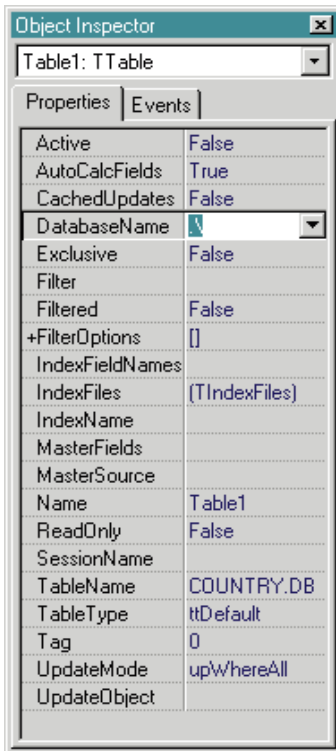 Object Inspector
Table1: TTable
Properties Events
Active False
AutoCalcFields True
CachedUpdates False
DatabaseName .\
Exclusive False
Filter
Filtered False
+FilterOptions []
IndexFieldNames
IndexFiles (TIndexFiles)
IndexName
MasterFields
MasterSource
Name Table1
ReadOnly False
SessionName
TableName COUNTRY.DB
TableType ttDefault
Tag 0
UpdateMode upWhereAll
UpdateObject